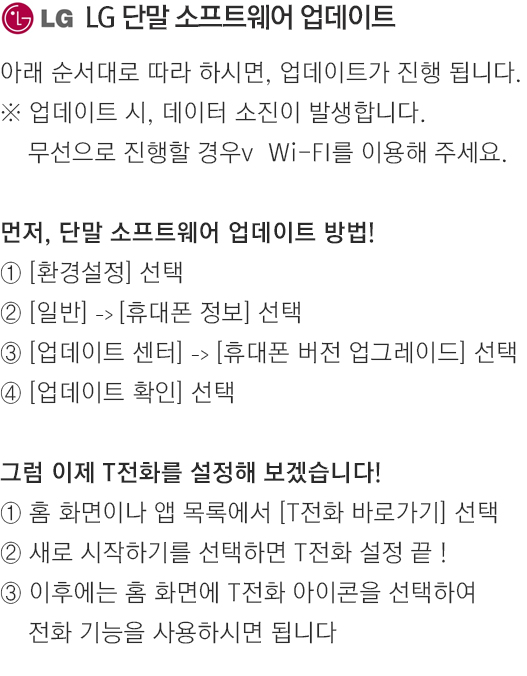 LG LG 단말 소프트웨어 업데이트
아래 순서대로 따라 하시면, 업데이트가 진행 됩니다.
※ 업데이트 시, 데이터 소진이 발생합니다.
무선으로 진행할 경우v Wi-FI를 이용해 주세요.
먼저, 단말 소프트웨어 업데이트 방법!
① [환경설정] 선택
② [일반] -> [휴대폰 정보] 선택
③ [업데이트 센터] -> [휴대폰 버전 업그레이드] 선택
④ [업데이트 확인] 선택
그럼 이제 T전화를 설정해 보겠습니다!
① 홈 화면이나 앱 목록에서 [T전화 바로가기] 선택
② 새로 시작하기를 선택하면 T전화 설정 끝 !
③ 이후에는 홈 화면에 T전화 아이콘을 선택하여
전화 기능을 사용하시면 됩니다